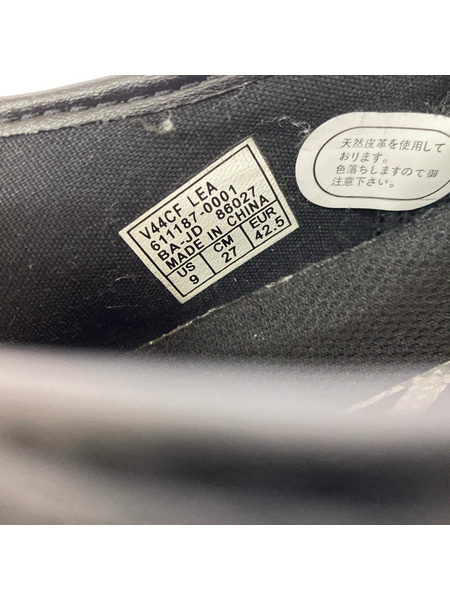 V44CF LEA
611187-0001
BA-JD 86027
MADE IN CHINA
US CM EUR
9 27 42.5
天然皮革を使用して
おります。
色落ちしますので御
注意下さい。